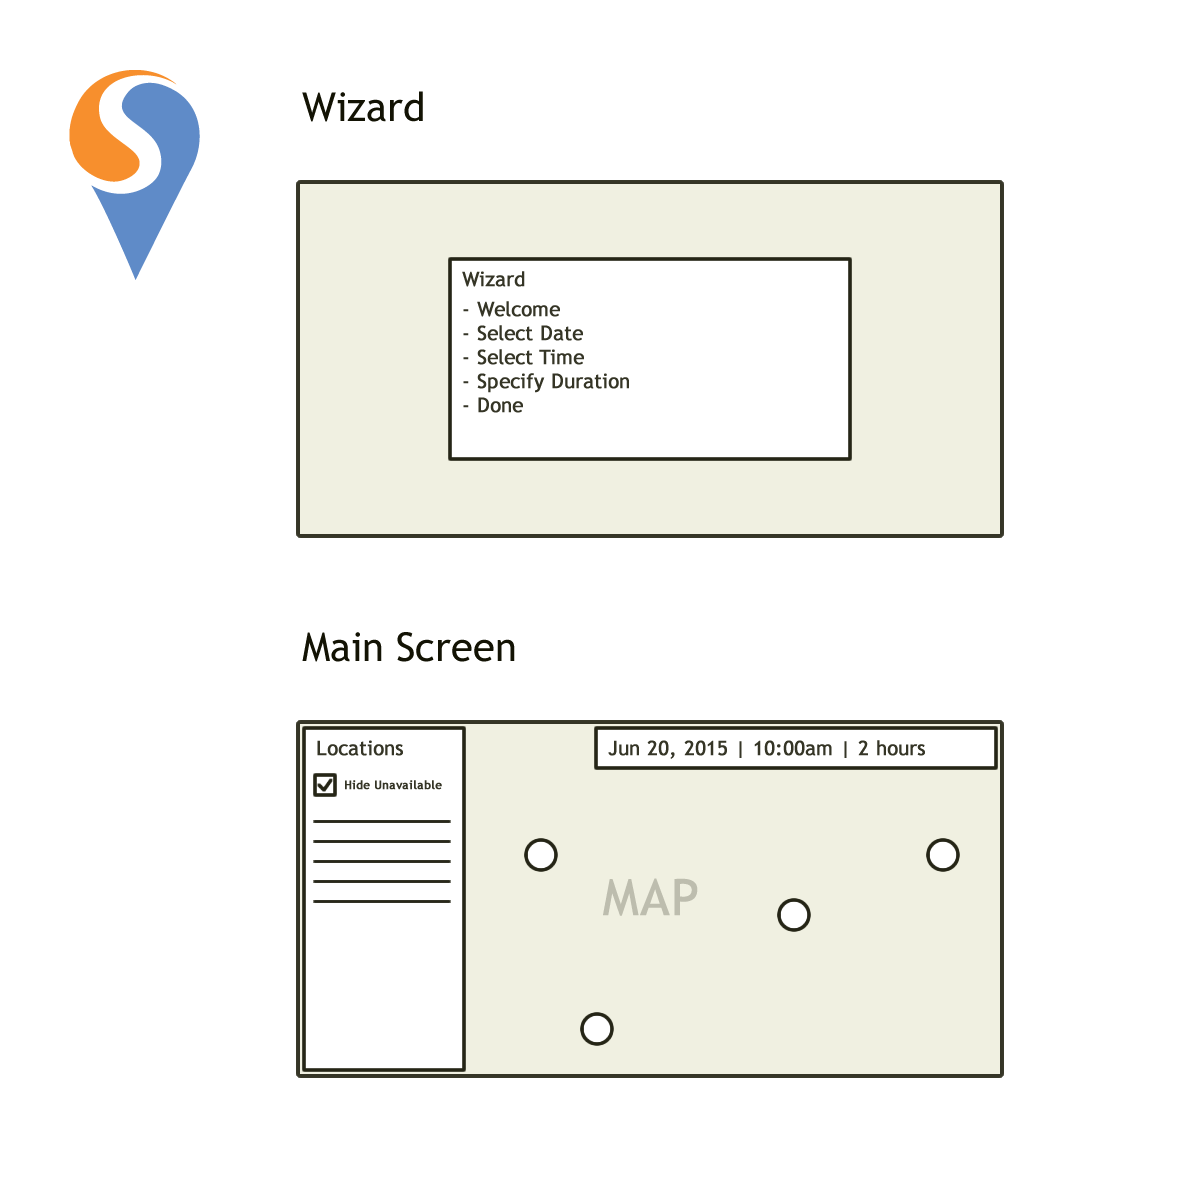 Wizard
Wizard
- Welcome
- Select Date
- Select Time
- Specify Duration
- Done
Main Screen
Locations
Hide Unavailable
Jun 20, 2015 | 10:00am | 2 hours
MAP